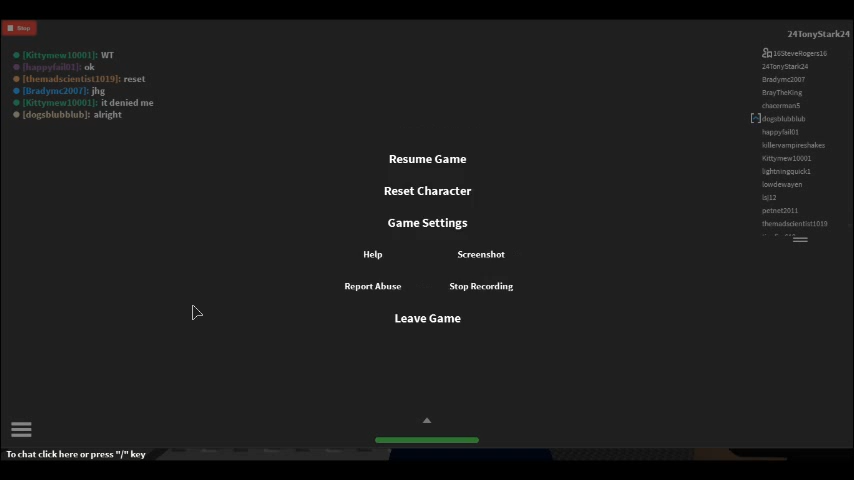 Stop
24TonyStark24
[Kittymew10001]: WT
[happyfail01]: ok
[themadscientist1019]: reset
[Bradymc2007]: jhg
[Kittymew10001]: it denied me
[dogsblubblub]: alright
16SteveRogers16
24TonyStark24
Bradymc2007
BrayTheKing
chacorman5
dogsblubblub
happyfail01
killervampireshakes
Kittymew10001
lightningquick1
lowdewayen
lsj12
petnet2011
themadscientist1019
Resume Game
Reset Character
Game Settings
Help
Screenshot
Report Abuse
Stop Recording
Leave Game
To chat click here or press "/" key